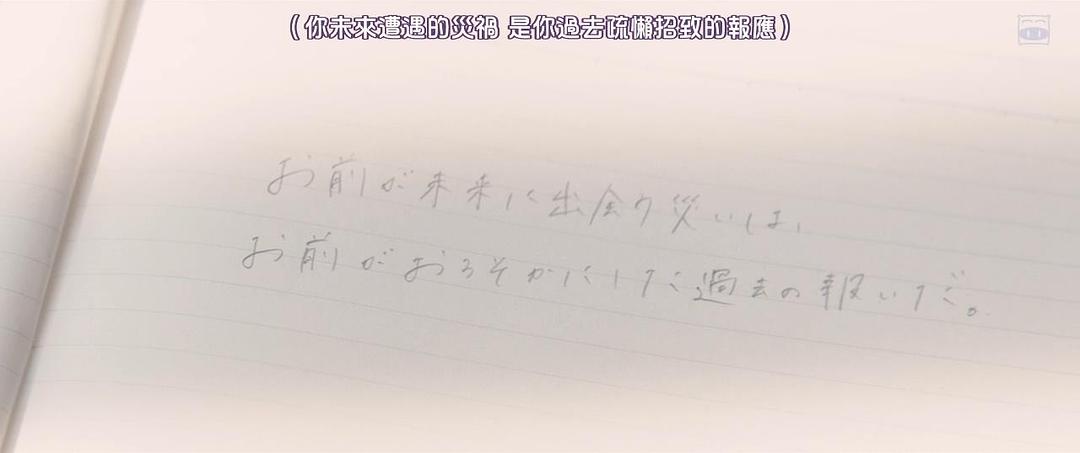 （你未來遭遇的災禍 是你過去疏懶招致的報應）
お前が未来に出会う災いは、
お前がおろそかにした過去の報いだ。